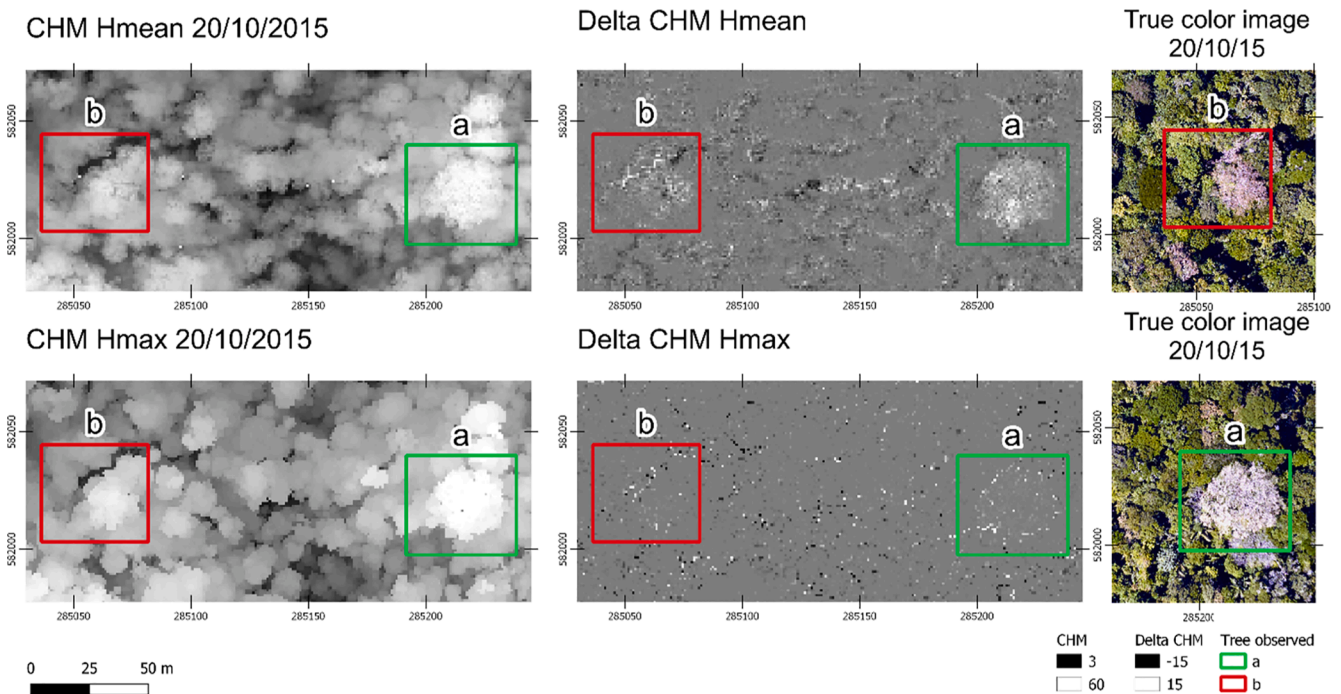 CHM Hmean 20/10/2015
Delta CHM Hmean
True color image
20/10/15
b
a
b
a
b
582050
582000
582050
582000
582050
582000
285050
285100
285150
285200
285050
285100
285150
285200
285050
285100
CHM Hmax 20/10/2015
Delta CHM Hmax
True color image
20/10/15
b
a
b
a
a
582050
582000
582050
582000
582050
582000
285050
285100
285150
285200
285050
285100
285150
285200
CHM
Delta CHM
Tree observed
3
-15
a
60
15
b
0
25
50 m